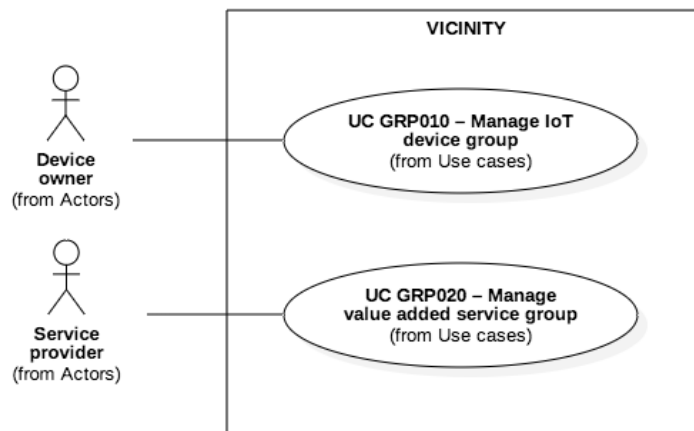 VICINITY
UC GRP010 – Manage IoT
device group
(from Use cases)
Device
owner
(from Actors)
UC GRP020 – Manage
value added service group
(from Use cases)
Service
provider
(from Actors)